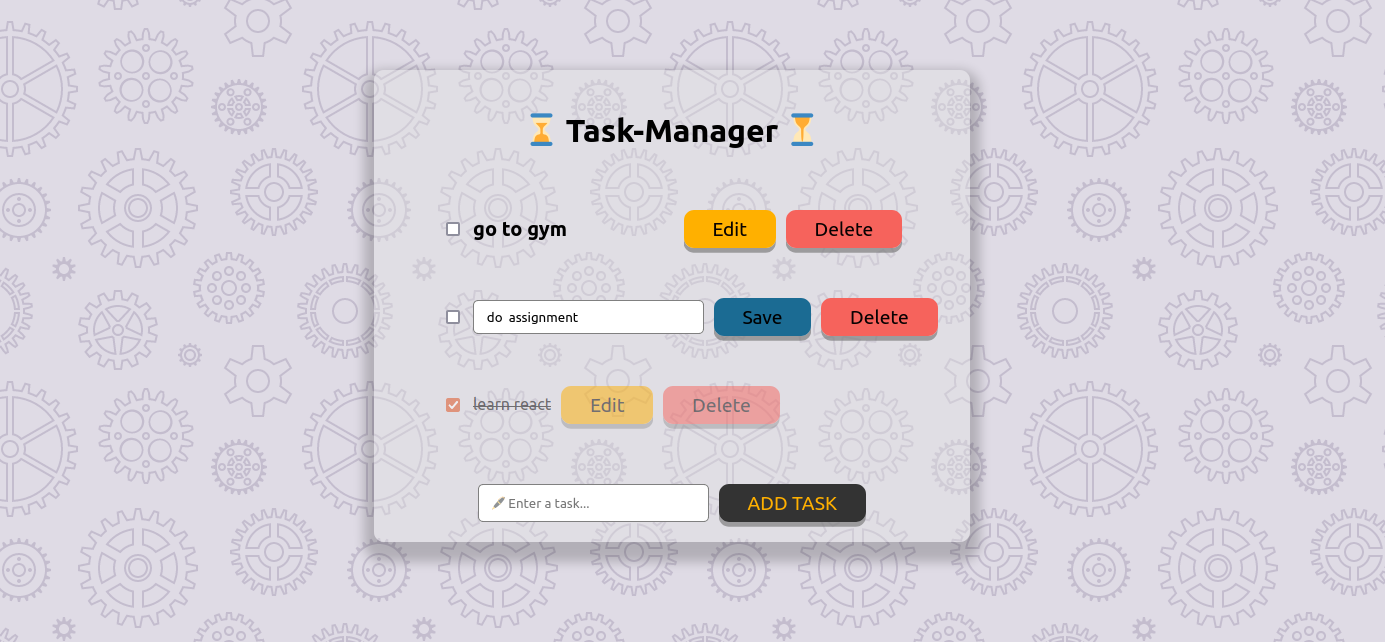 ⏳ Task-Manager ⌛
go to gym Edit Delete
do assignment Save Delete
learn react Edit Delete
Enter a task... ADD TASK